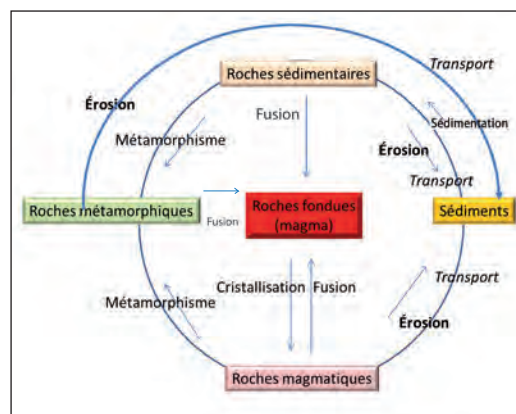 Roches sédimentaires
Transport
Érosion
Fusion
Sédimentation
Métamorphisme
Érosion
Transport
Roches métamorphiques
Fusion
Roches fondues
(magma)
Sédiments
Métamorphisme
Cristallisation
Fusion
Transport
Érosion
Roches magmatiques